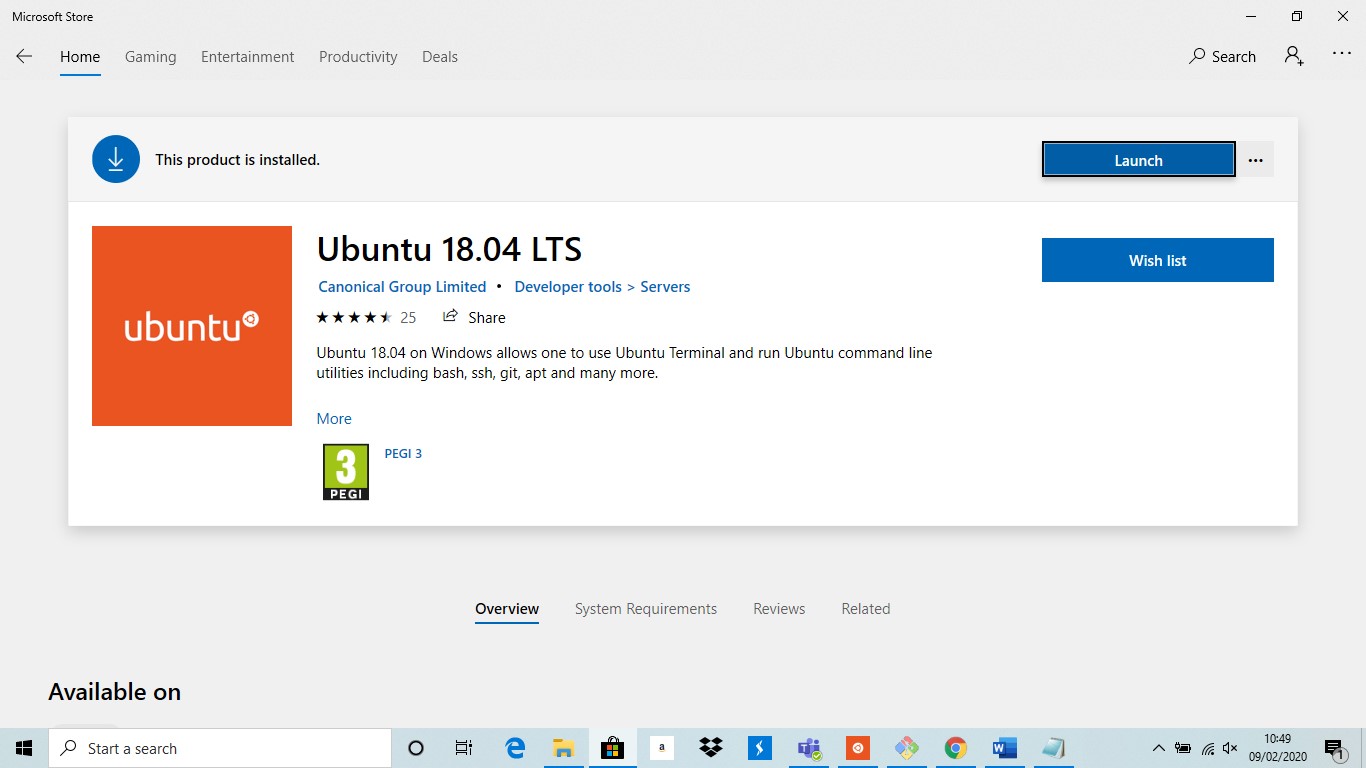 Microsoft Store
Home Gaming Entertainment Productivity Deals Search
This product is installed. Launch
ubuntu
Ubuntu 18.04 LTS
Wish list
Canonical Group Limited • Developer tools > Servers
25 Share
Ubuntu 18.04 on Windows allows one to use Ubuntu Terminal and run Ubuntu command line
utilities including bash, ssh, git, apt and many more.
More
3
PEGI
PEGI 3
Overview System Requirements Reviews Related
Available on
Start a search
a
W
10:49
09/02/2020
1